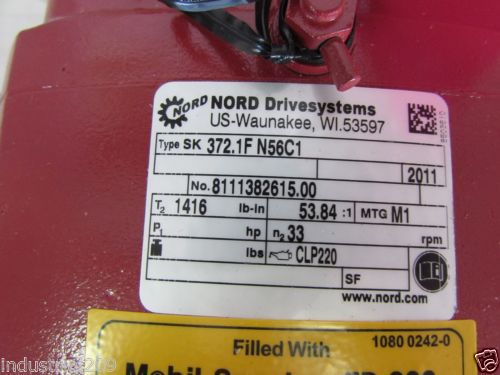 NORD NORD Drivesystems
US-Waunakee, WI.53597
Type SK 372.1F N56C1
2011
No. 8111382615.00
T2 1416 lb-in 53.84 :1 MTG M1
P1 hp n2 33 rpm
lbs CLP220
SF
www.nord.com
1080 0242-0
Filled With
industries209